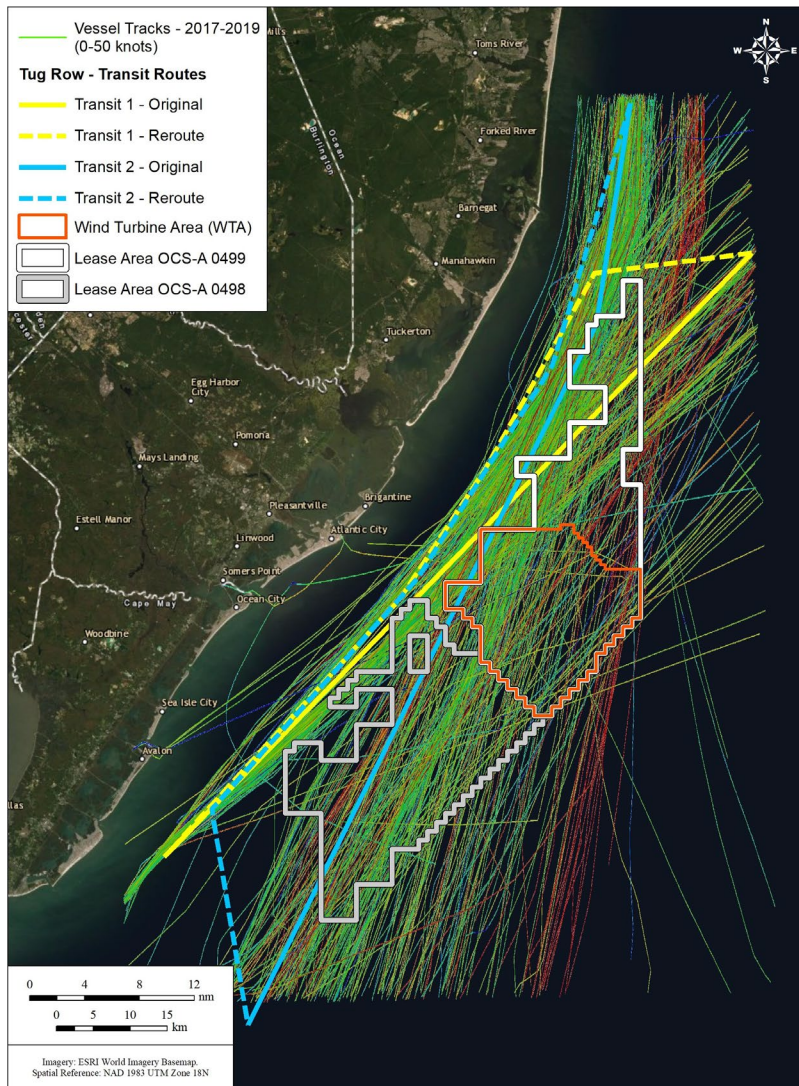 Vessel Tracks - 2017-2019
(0-50 knots)
Tug Row - Transit Routes
Transit 1 - Original
Transit 1 - Reroute
Transit 2 - Original
Transit 2 - Reroute
Wind Turbine Area (WTA)
Lease Area OCS-A 0499
Lease Area OCS-A 0498
N
W E
S
Toms River
Ocean
Burlington
Forked River
Barnegat
Manahawkin
Tuckerton
Egg Harbor
City
Pomona
Mays Landing
Brigantine
Pleasantville
Estell Manor
Atlantic City
Linwood
Somers Point
Cape May
Ocean City
Woodbine
Sea Isle City
Avalon
0 4 8 12
nm
0 5 10 15
km
Imagery: ESRI World Imagery Basemap.
Spatial Reference: NAD 1983 UTM Zone 18N